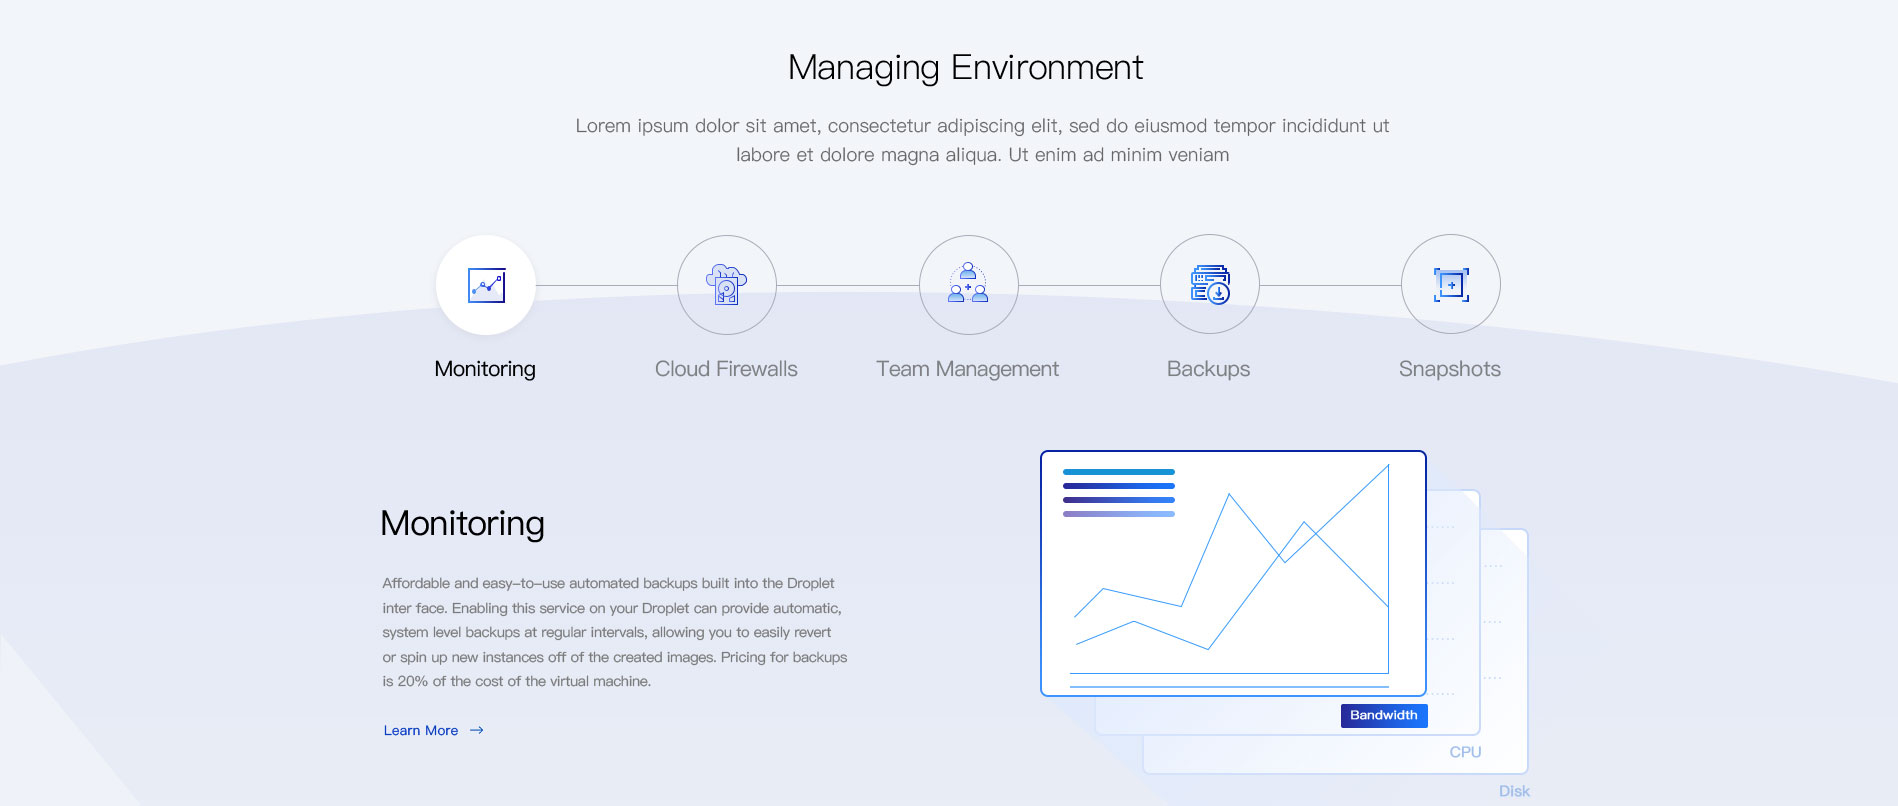 Managing Environment
Lorem ipsum dolor sit amet, consectetur adipiscing elit, sed do eiusmod tempor incididunt ut
labore et dolore magna aliqua. Ut enim ad minim veniam
Monitoring
Cloud Firewalls
Team Management
Backups
Snapshots
Monitoring
Affordable and easy-to-use automated backups built into the Droplet
inter face. Enabling this service on your Droplet can provide automatic,
system level backups at regular intervals, allowing you to easily revert
or spin up new instances off of the created images. Pricing for backups
is 20% of the cost of the virtual machine.
Learn More
Bandwidth
CPU
Disk